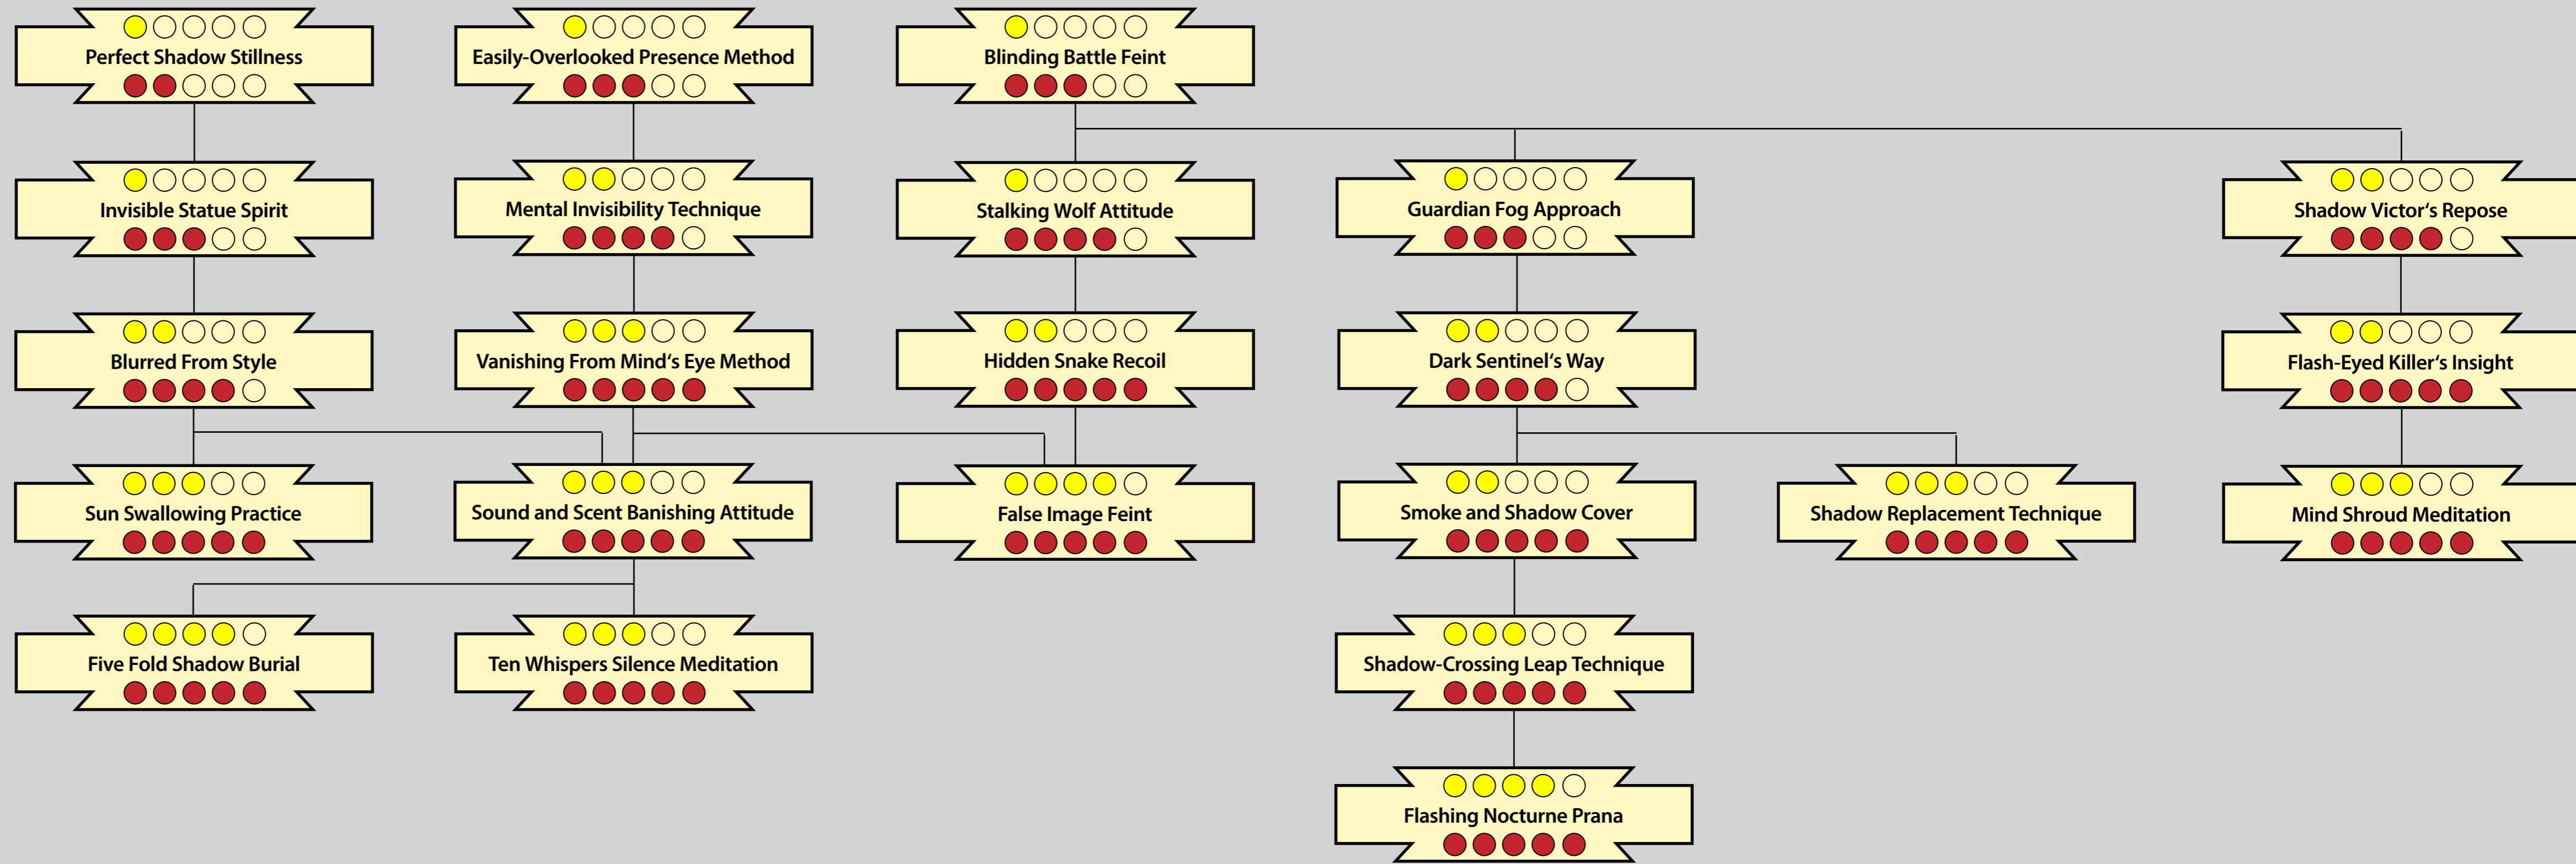 Perfect Shadow Stillness
Easily-Overlooked Presence Method
Blinding Battle Feint
Invisible Statue Spirit
Mental Invisibility Technique
Stalking Wolf Attitude
Guardian Fog Approach
Shadow Victor‘s Repose
Blurred From Style
Vanishing From Mind‘s Eye Method
Hidden Snake Recoil
Dark Sentinel‘s Way
Flash-Eyed Killer‘s Insight
Sun Swallowing Practice
Sound and Scent Banishing Attitude
False Image Feint
Smoke and Shadow Cover
Shadow Replacement Technique
Mind Shroud Meditation
Five Fold Shadow Burial
Ten Whispers Silence Meditation
Shadow-Crossing Leap Technique
Flashing Nocturne Prana